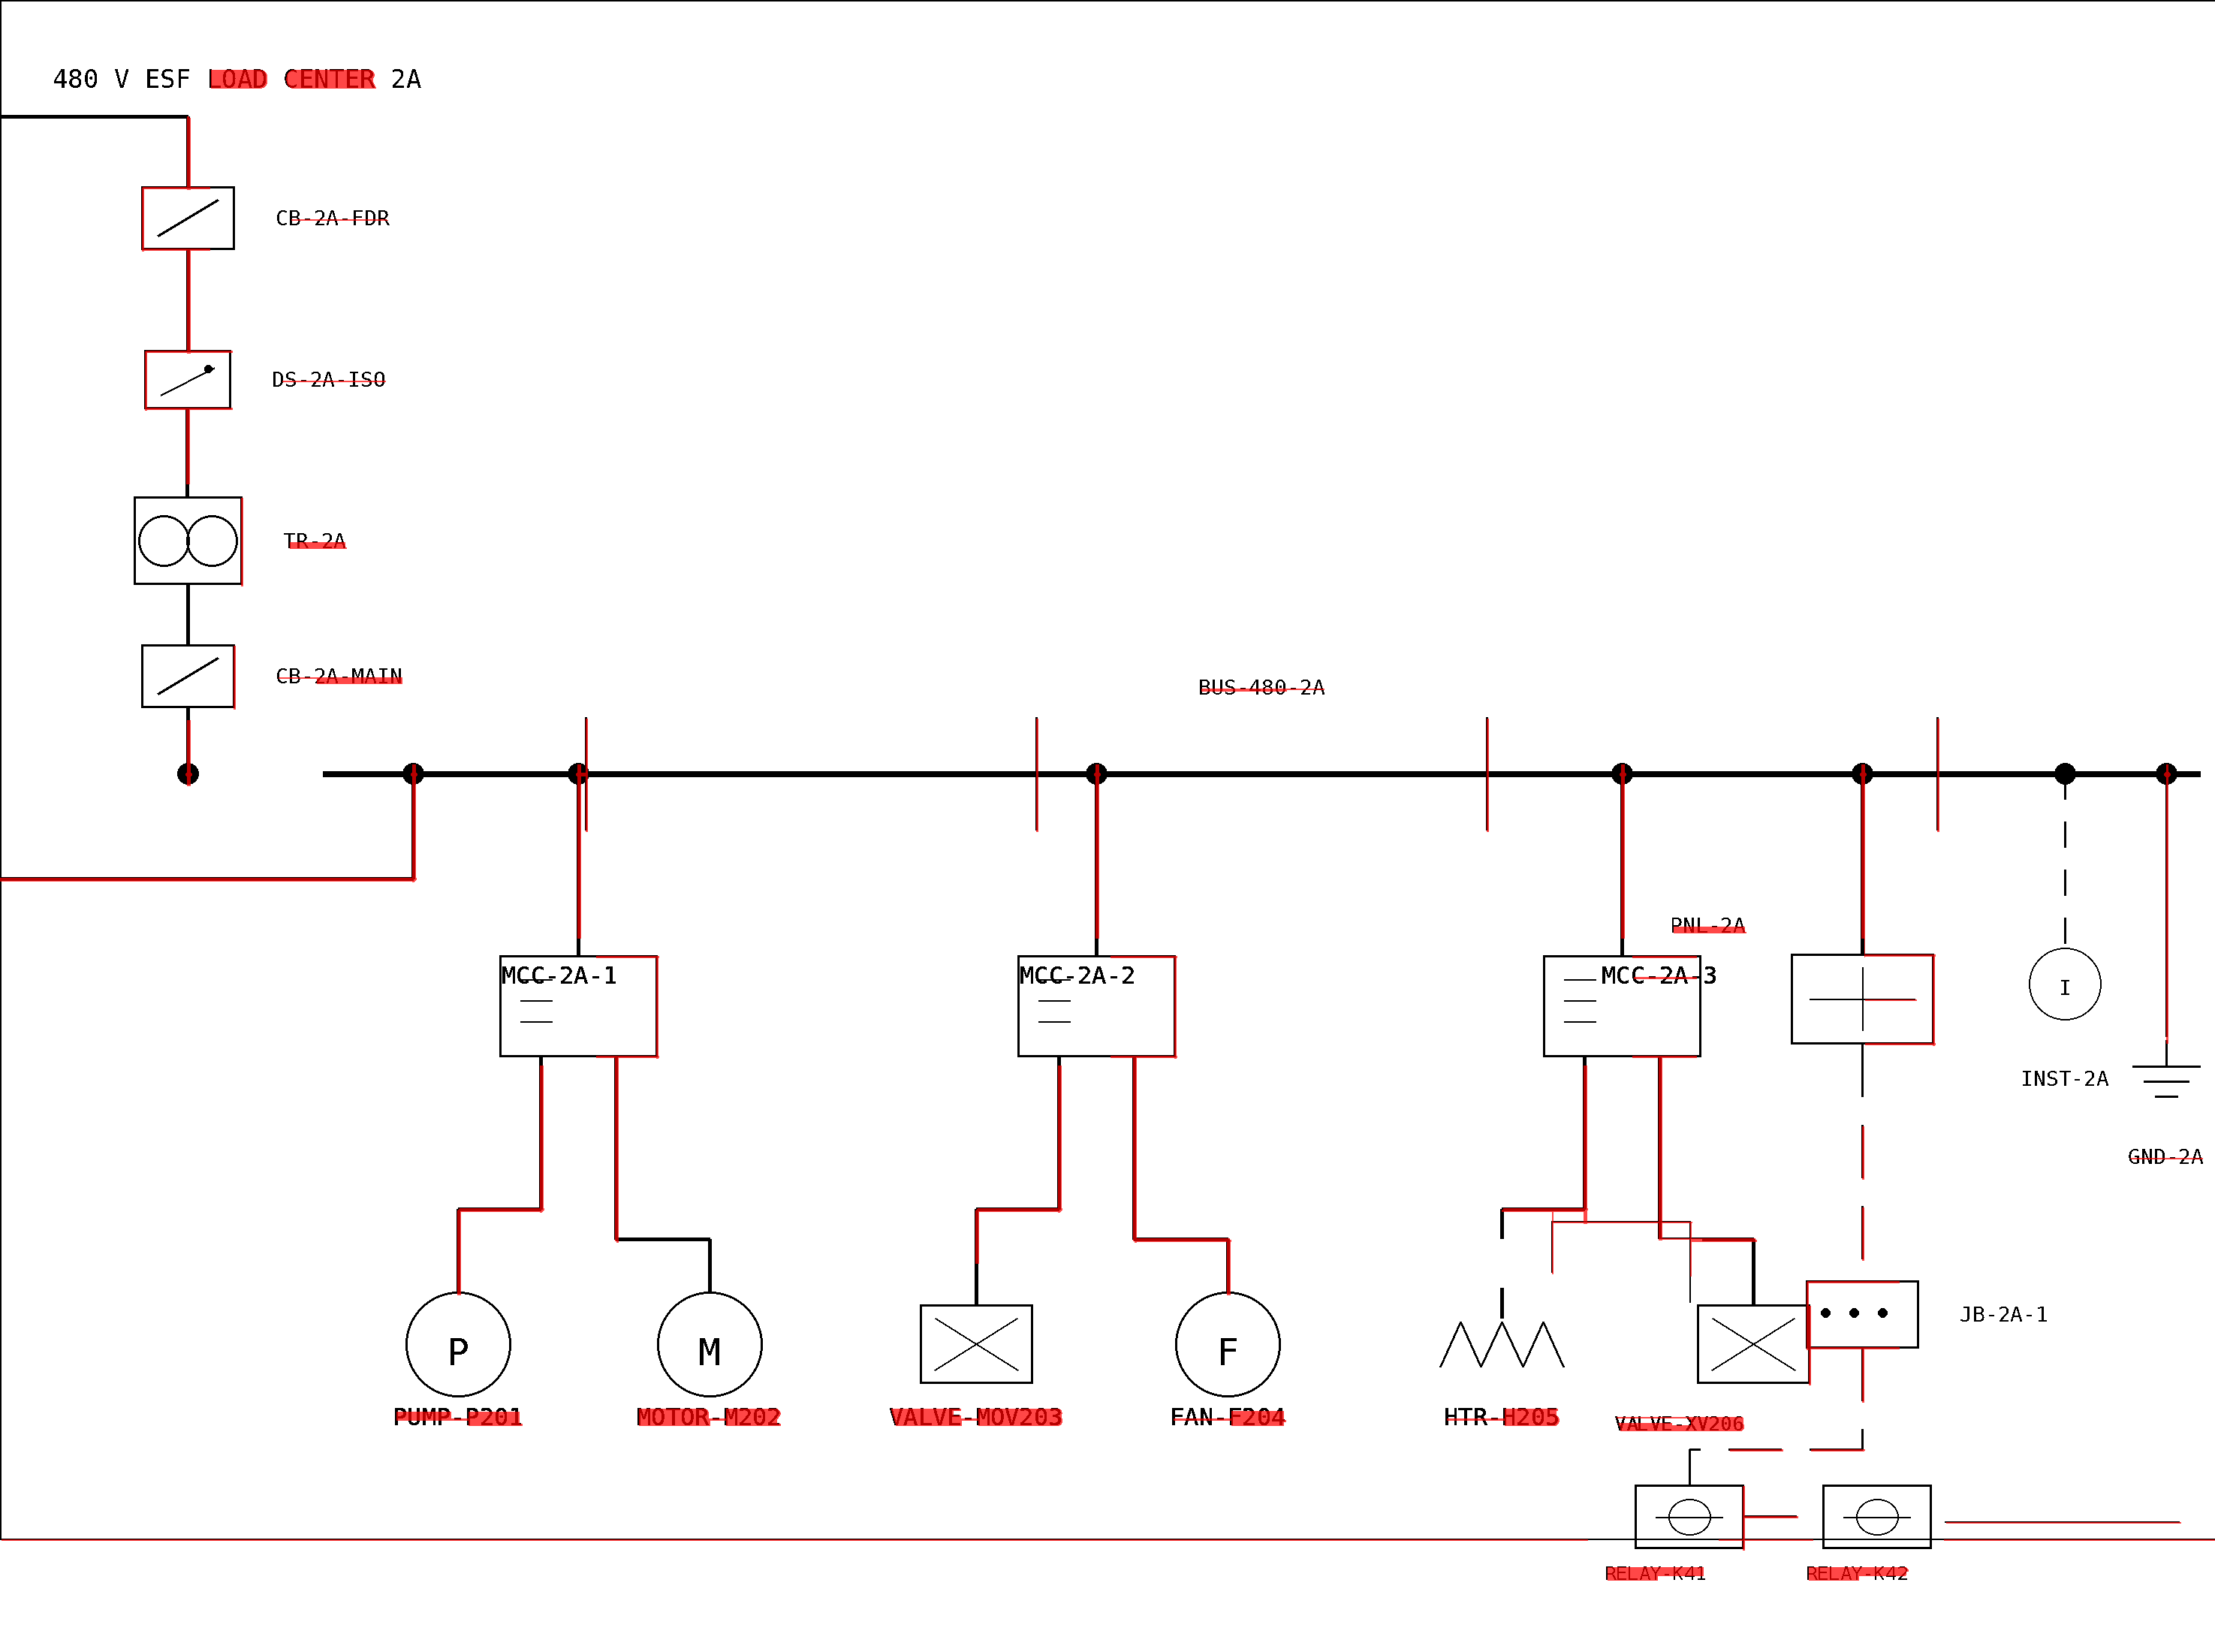 480 V ESF LOAD CENTER 2A
CB-2A-FDR
DS-2A-ISO
TR-2A
CB-2A-MAIN
BUS-480-2A
PNL-2A
MCC-2A-1
MCC-2A-2
MCC-2A-3
I
INST-2A
GND-2A
JB-2A-1
P
M
F
PUMP-P201
MOTOR-M202
VALVE-MOV203
FAN-F204
HTR-H205
VALVE-XV206
RELAY-K41
RELAY-K42